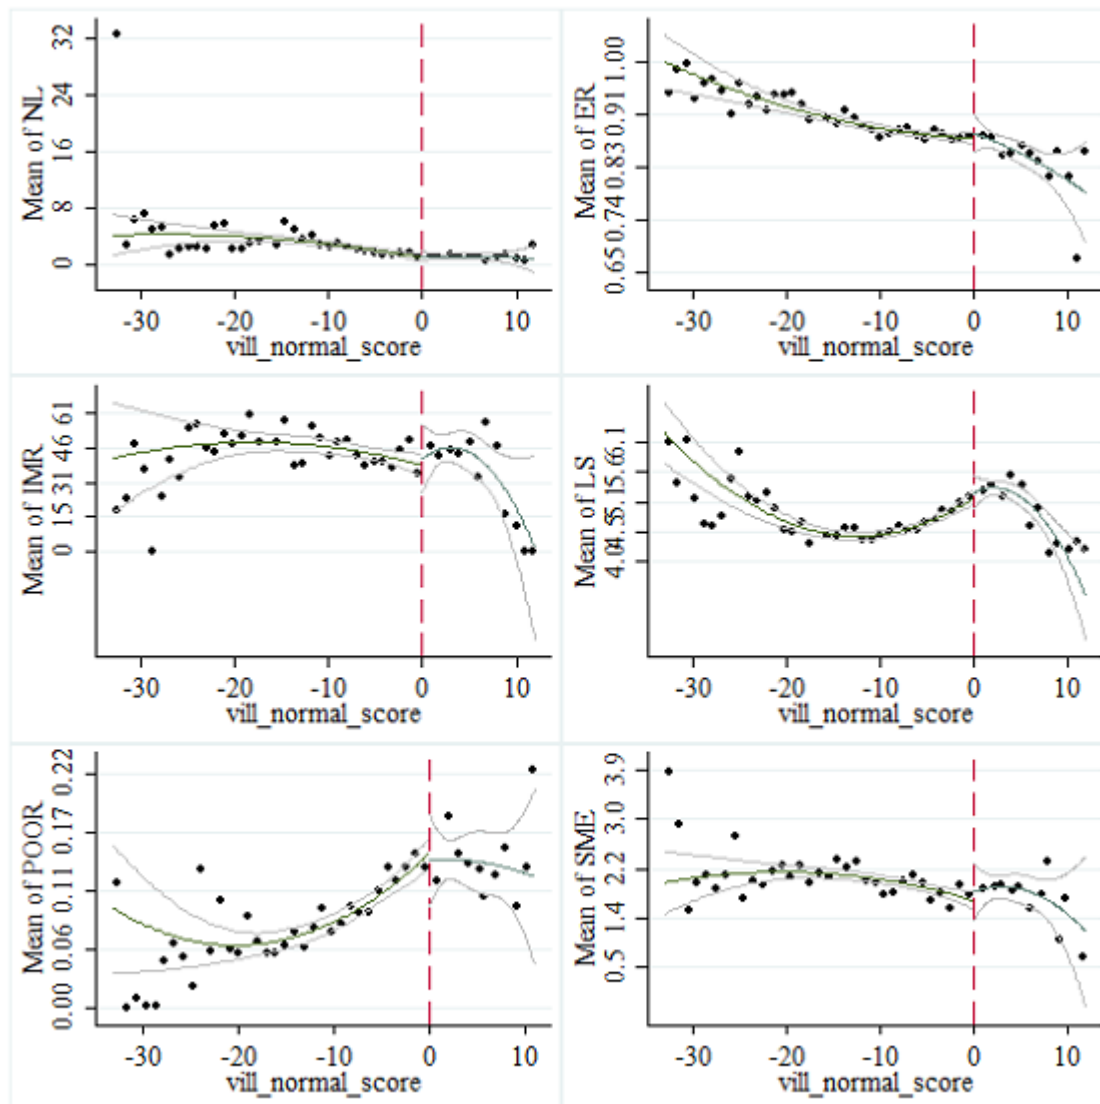 Mean of NL
0 8 16 24 32
-30 -20 -10 0 10
vill_normal_score
Mean of ER
0.65 0.74 0.83 0.91 1.00
-30 -20 -10 0 10
vill_normal_score
Mean of IMR
0 15 31 46 61
-30 -20 -10 0 10
vill_normal_score
Mean of LS
-30 -20 -10 0 10
vill_normal_score
Mean of POOR
0.00 0.06 0.11 0.17 0.22
-30 -20 -10 0 10
vill_normal_score
Mean of SME
0.5 1.4 2.2 3.0 3.9
-30 -20 -10 0 10
vill_normal_score